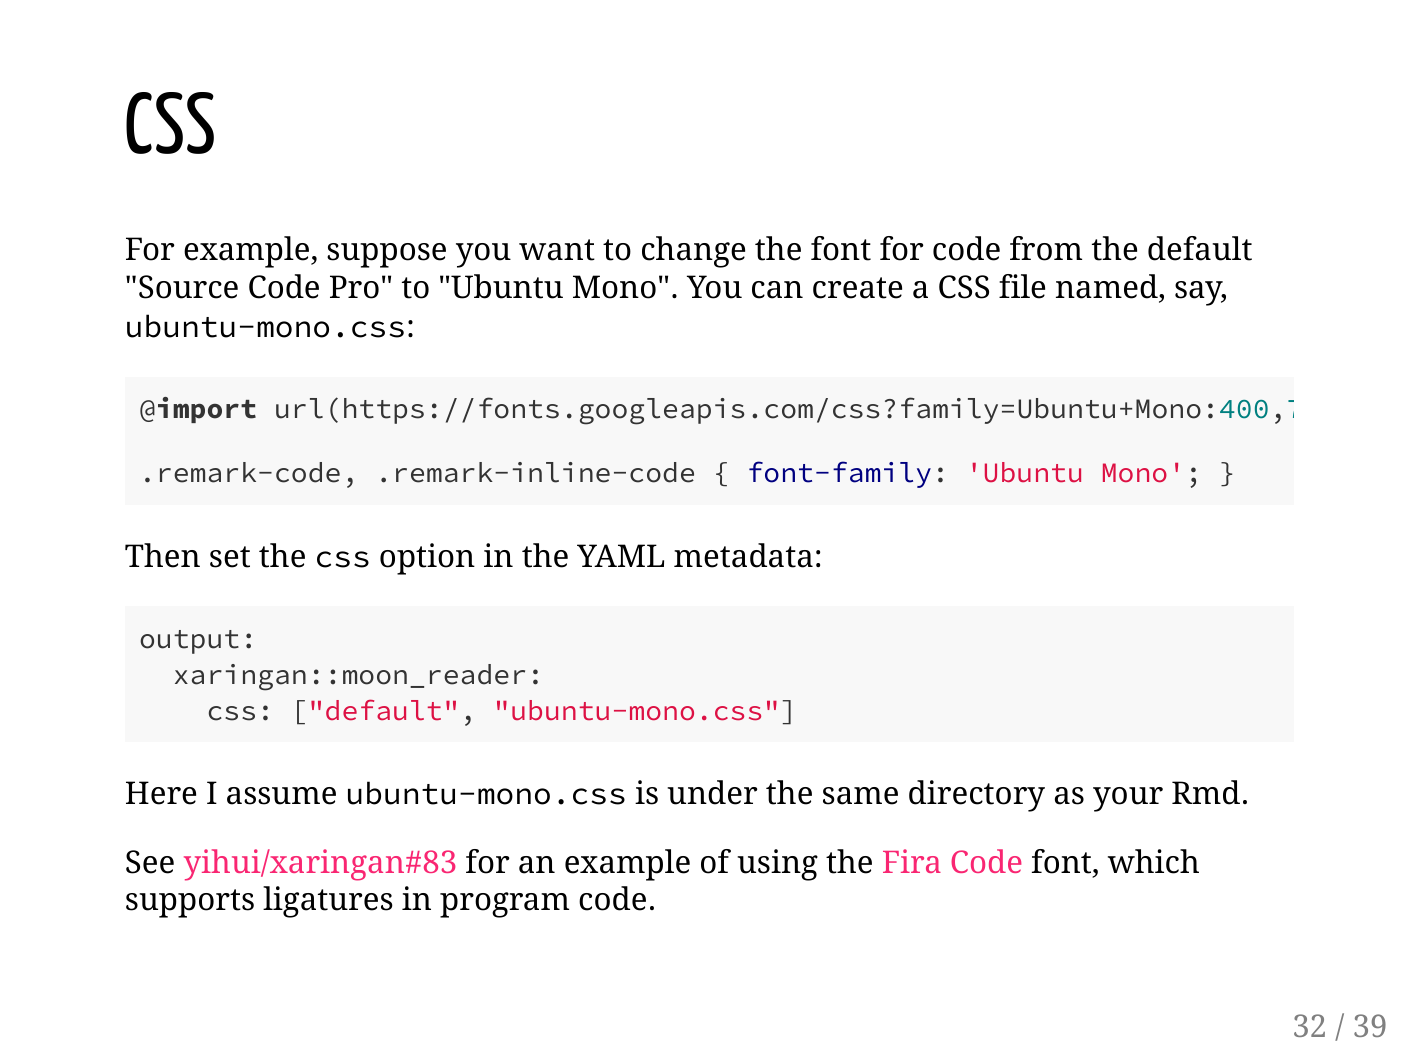 CSS
For example, suppose you want to change the font for code from the default
"Source Code Pro" to "Ubuntu Mono". You can create a CSS file named, say,
ubuntu-mono.css:
@import url(https://fonts.googleapis.com/css?family=Ubuntu+Mono:400,7
.remark-code, .remark-inline-code { font-family: 'Ubuntu Mono'; }
Then set the css option in the YAML metadata:
output:
  xaringan::moon_reader:
    css: ["default", "ubuntu-mono.css"]
Here I assume ubuntu-mono.css is under the same directory as your Rmd.
See yihui/xaringan#83 for an example of using the Fira Code font, which
supports ligatures in program code.
32 / 39